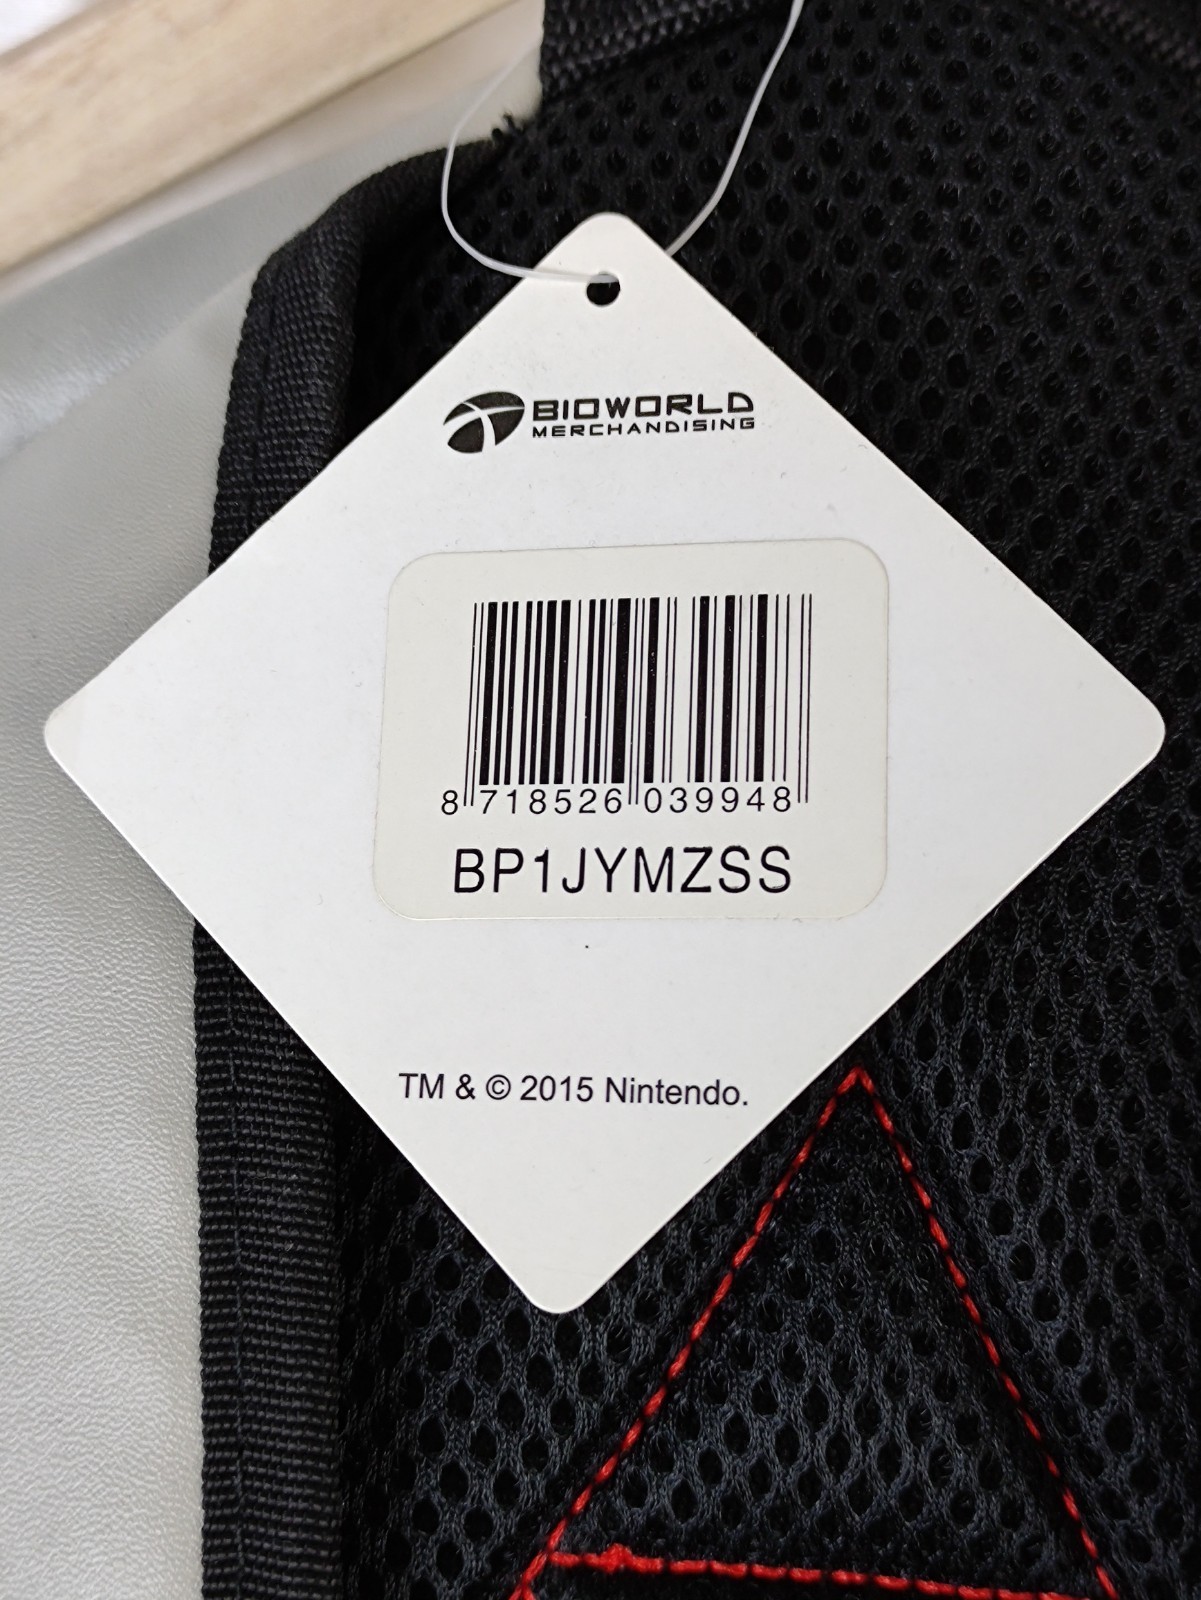 BIOWORLD
MERCHANDISING
8 718526 039948
BP1JYMZSS
TM & © 2015 Nintendo.